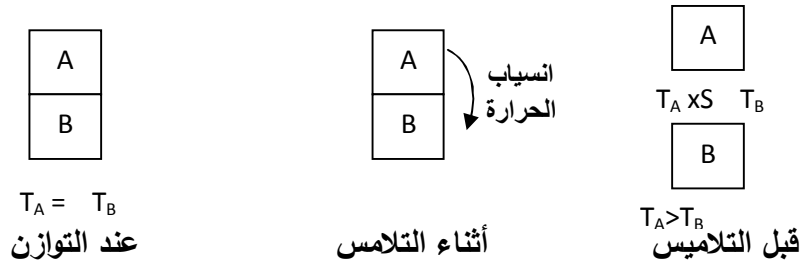 A
T_A xS T_B
B
T_A>T_B
قبل التلاميس
A
B
انسياب
الحرارة
أثناء التلامس
A
B
T_A = T_B
عند التوازن